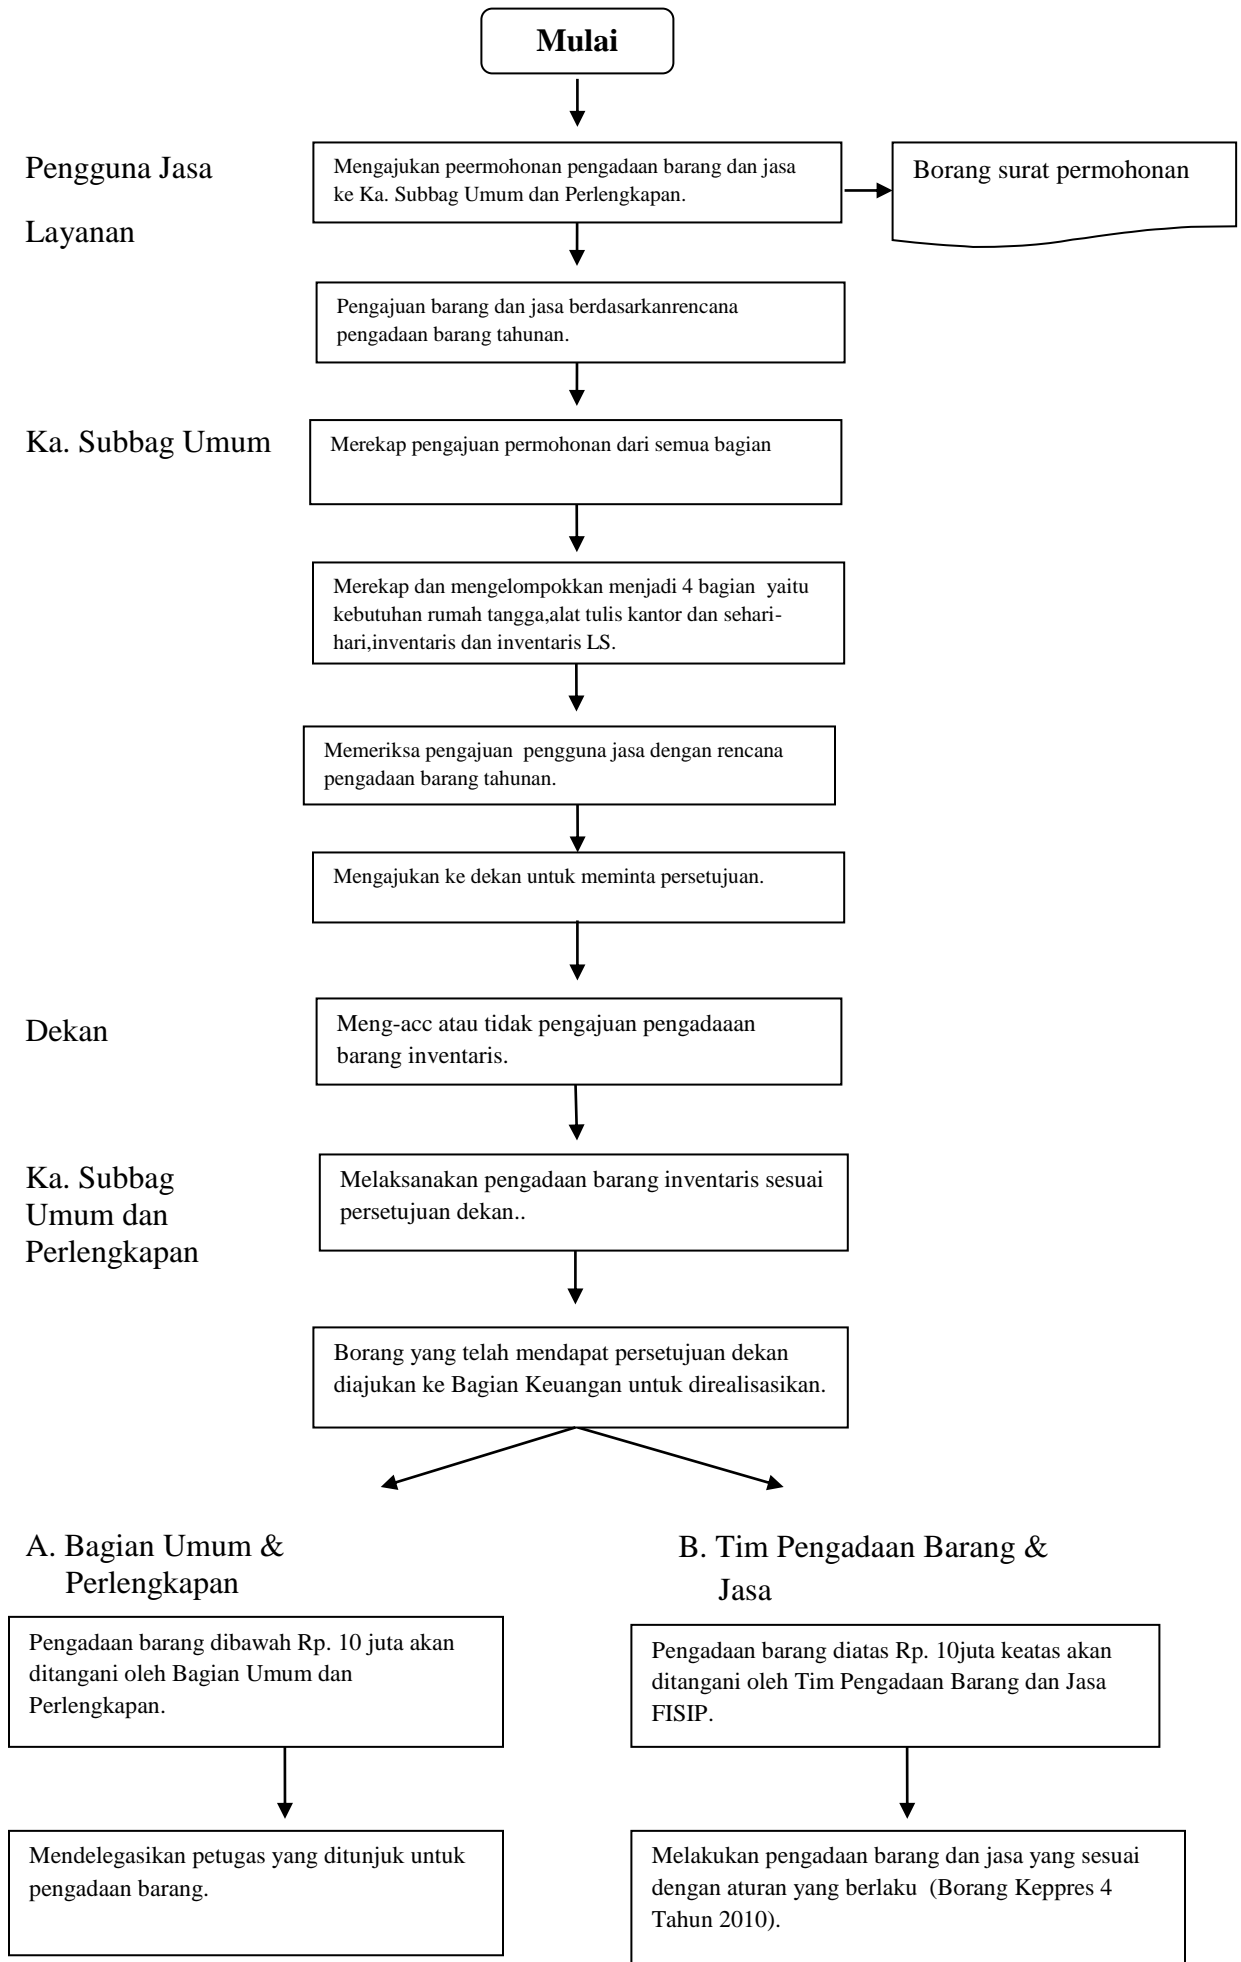 Mulai
Pengguna Jasa
Layanan
Mengajukan peermohonan pengadaan barang dan jasa
ke Ka. Subbag Umum dan Perlengkapan.
Borang surat permohonan
Pengajuan barang dan jasa berdasarkanrencana
pengadaan barang tahunan.
Ka. Subbag Umum
Merekap pengajuan permohonan dari semua bagian
Merekap dan mengelompokkan menjadi 4 bagian  yaitu
kebutuhan rumah tangga,alat tulis kantor dan sehari-
hari,inventaris dan inventaris LS.
Memeriksa pengajuan  pengguna jasa dengan rencana
pengadaan barang tahunan.
Mengajukan ke dekan untuk meminta persetujuan.
Dekan
Meng-acc atau tidak pengajuan pengadaaan
barang inventaris.
Ka. Subbag
Umum dan
Perlengkapan
Melaksanakan pengadaan barang inventaris sesuai
persetujuan dekan..
Borang yang telah mendapat persetujuan dekan
diajukan ke Bagian Keuangan untuk direalisasikan.
A. Bagian Umum &
Perlengkapan
Pengadaan barang dibawah Rp. 10 juta akan
ditangani oleh Bagian Umum dan
Perlengkapan.
Mendelegasikan petugas yang ditunjuk untuk
pengadaan barang.
B. Tim Pengadaan Barang &
Jasa
Pengadaan barang diatas Rp. 10juta keatas akan
ditangani oleh Tim Pengadaan Barang dan Jasa
FISIP.
Melakukan pengadaan barang dan jasa yang sesuai
dengan aturan yang berlaku  (Borang Keppres 4
Tahun 2010).